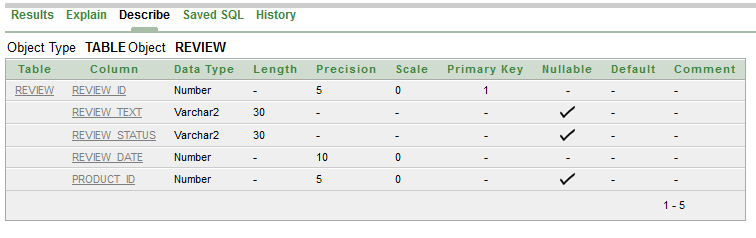 Results Explain Describe Saved SQL History
Object Type TABLE Object REVIEW
Table Column Data Type Length Precision Scale Primary Key Nullable Default Comment
REVIEW REVIEW_ID Number - 5 0 1 - - -
REVIEW_TEXT Varchar2 30 - - - ✓ - -
REVIEW_STATUS Varchar2 30 - - - ✓ - -
REVIEW_DATE Number - 10 0 - - - -
PRODUCT_ID Number - 5 0 - ✓ - -
1 - 5